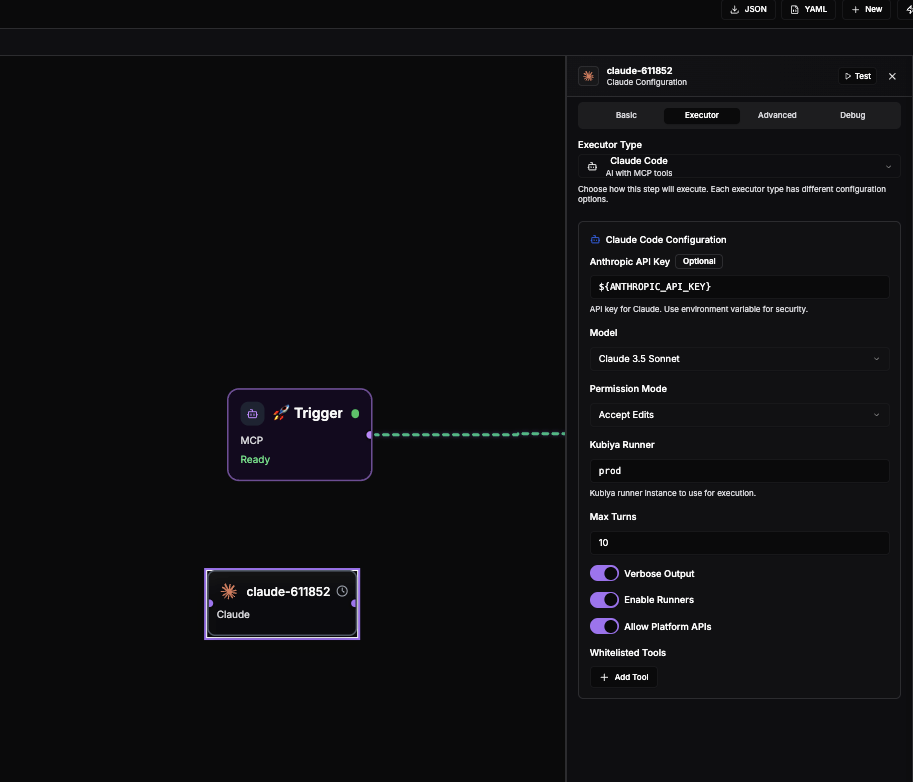 JSON
YAML
New
claude-611852
Claude Configuration
Test
Basic
Executor
Advanced
Debug
Executor Type
Claude Code
AI with MCP tools
Choose how this step will execute. Each executor type has different configuration
options.
Claude Code Configuration
Anthropic API Key
Optional
${ANTHROPIC_API_KEY}
API key for Claude. Use environment variable for security.
Model
Claude 3.5 Sonnet
Permission Mode
Accept Edits
Kubiya Runner
prod
Kubiya runner instance to use for execution.
Max Turns
10
Verbose Output
Enable Runners
Allow Platform APIs
Whitelisted Tools
Add Tool
🚀 Trigger
MCP
Ready
claude-611852
Claude